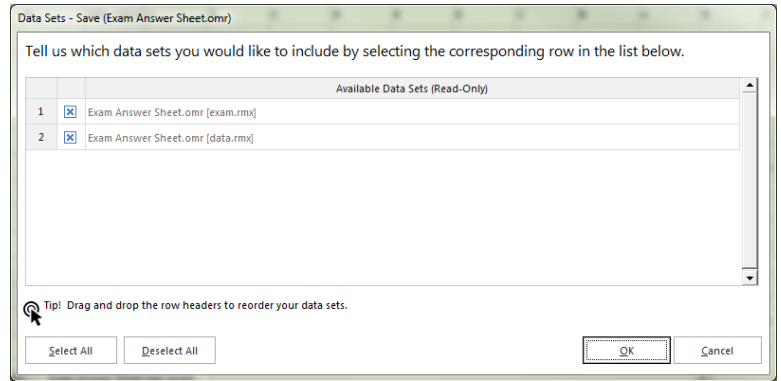 Data Sets - Save (Exam Answer Sheet.omr)
Tell us which data sets you would like to include by selecting the corresponding row in the list below.
Available Data Sets (Read-Only)
1 Exam Answer Sheet.omr [exam.rmx]
2 Exam Answer Sheet.omr [data.rmx]
Tip! Drag and drop the row headers to reorder your data sets.
Select All Deselect All OK Cancel